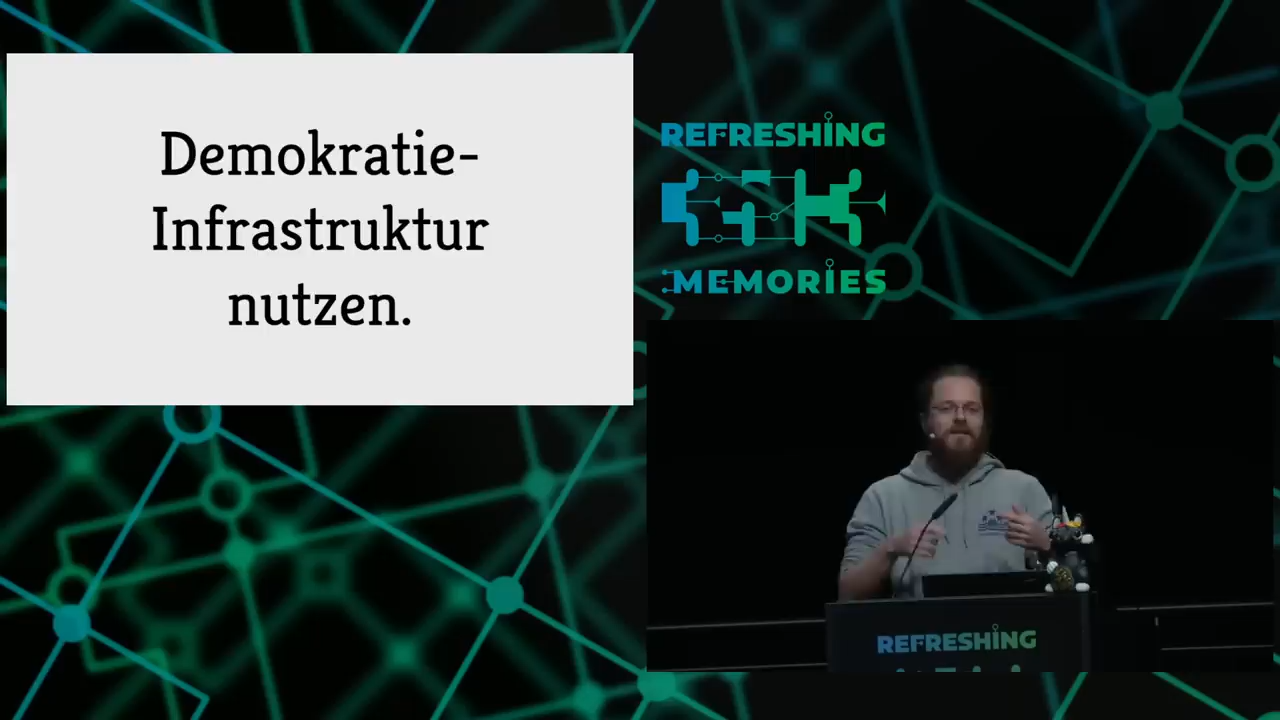 Demokratie-
Infrastruktur
nutzen.
REFRESHING
MEMORIES
REFRESHING